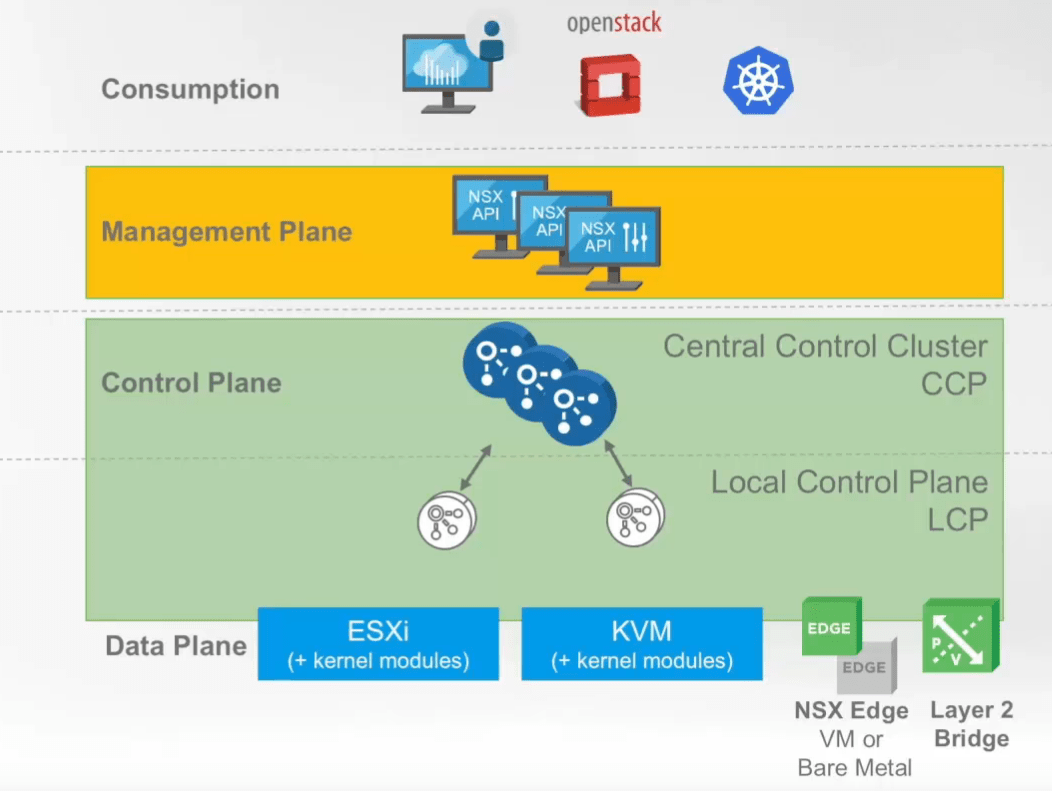 openstack
Consumption
NSX
API
NSX
API
NSX
API
Management Plane
Central Control Cluster
CCP
Control Plane
Local Control Plane
LCP
Data Plane
ESXi
(+ kernel modules)
KVM
(+ kernel modules)
EDGE
EDGE
P
V
NSX Edge
VM or
Bare Metal
Layer 2
Bridge